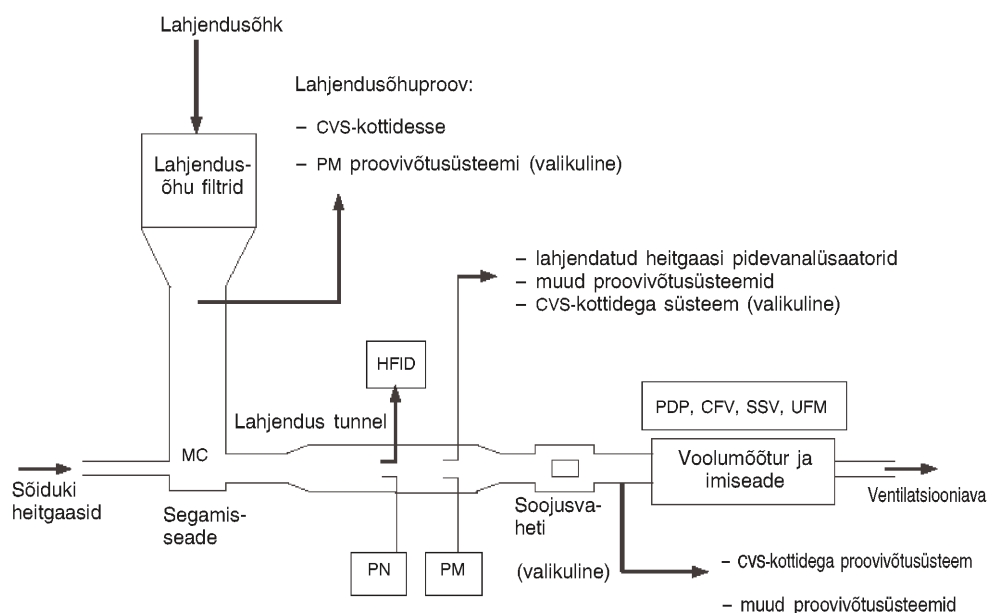 Lahjendusõhk
Lahjendusõhuproov:
– CVS-kottidesse
– PM proovivõtusüsteemi (valikuline)
Lahjendus-
õhu filtrid
– lahjendatud heitgaasi pidevanalüsaatorid
– muud proovivõtusüsteemid
– CVS-kottidega süsteem (valikuline)
HFID
PDP, CFV, SSV, UFM
Lahjendus tunnel
MC
Voolumõõtur ja
imiseade
Sõiduki
heitgaasid
Segamis-
seade
Soojusva-
heti
Ventilatsiooniava
PN
PM
(valikuline)
– CVS-kottidega proovivõtusüsteem
– muud proovivõtusüsteemid